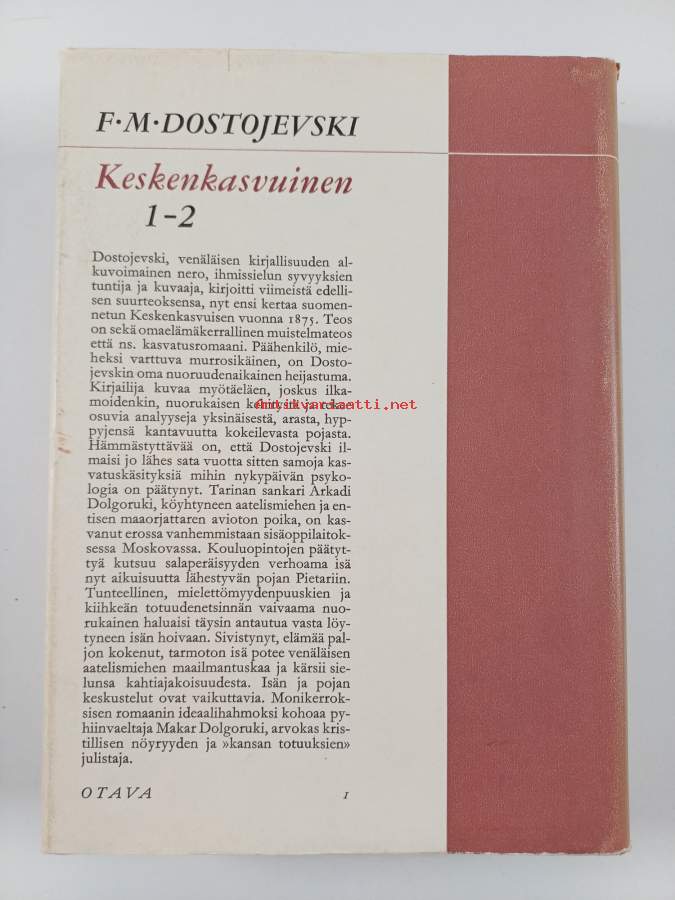 F·M·DOSTOJEVSKI
Keskenkasvuinen
1-2
Dostojevski, venäläisen kirjallisuuden al-
kuvoimainen nero, ihmissielun syvyyksien
tuntija ja kuvaaja, kirjoitti viimeistä edelli-
sen suurteoksensa, nyt ensi kertaa suomen-
netun Keskenkasvuisen vuonna 1875. Teos
on sekä omaelämäkerrallinen muistelmateos
että ns. kasvatusromaani. Päähenkilö, mie-
heksi varttuva murrosikäinen, on Dosto-
jevskin oma nuoruudenaikainen heijastuma.
Kirjailija kuvaa myötäeläen, joskus ilka-
moidenkin, nuorukaisen
Antikvariaatti.net
osuvia analyyseja yksinäisestä, arasta, hyp-
pyjensä kantavuutta kokeilevasta pojasta.
Hämmästyttävää on, että Dostojevski il-
maisi jo lähes sata vuotta sitten samoja kas-
vatuskäsityksiä mihin nykypäivän psyko-
logia on päätynyt. Tarinan sankari Arkadi
Dolgoruki, köyhtyneen aatelismiehen ja en-
tisen maaorjattaren avioton poika, on kas-
vanut erossa vanhemmistaan sisäoppilaitok-
sessa Moskovassa. Kouluopintojen päätyt-
tyä kutsuu salaperäisyyden verhoama isä
nyt aikuisuutta lähestyvän pojan Pietariin.
Tunteellinen, mielettömyydenpuuskien ja
kiihkeän totuudenetsinnän vaivaama nuo-
rukainen haluaisi täysin antautua vasta löy-
tyneen isän hoivaan. Sivistynyt, elämää pal-
jon kokenut, tarmoton isä potee venäläisen
aatelismiehen maailmantuskaa ja kärsii sie-
lunsa kahtiajakoisuudesta. Isän ja pojan
keskustelut ovat vaikuttavia. Monikerrok-
sisen romaanin ideaalihahmoksi kohoaa py-
hiinvaeltaja Makar Dolgoruki, arvokas kris-
tillisen nöyryyden ja »kansan totuuksien»
julistaja.
OTAVA 1